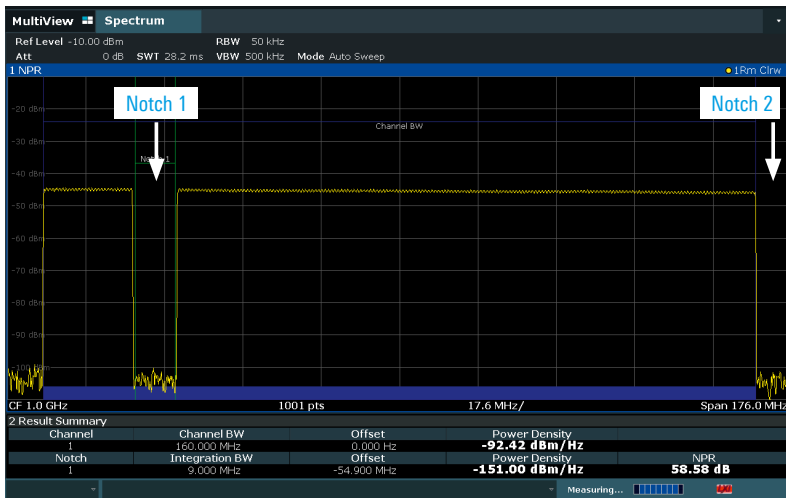 MultiView Spectrum
Ref Level -10.00 dBm RBW 50 kHz
Att 0 dB SWT 28.2 ms VBW 500 kHz Mode Auto Sweep
1 NPR 1Rm Clrw
Notch 1 Notch 2
-20 dBm
Channel BW
-30 dBm
-40 dBm
-50 dBm
-60 dBm
-70 dBm
-80 dBm
-90 dBm
CF 1.0 GHz 1001 pts 17.6 MHz/ Span 176.0 MHz
2 Result Summary
Channel Channel BW Offset Power Density
1 160.000 MHz 0.000 Hz -92.42 dBm/Hz
Notch Integration BW Offset Power Density NPR
1 9.000 MHz -54.900 MHz -151.00 dBm/Hz 58.58 dB
Measuring...